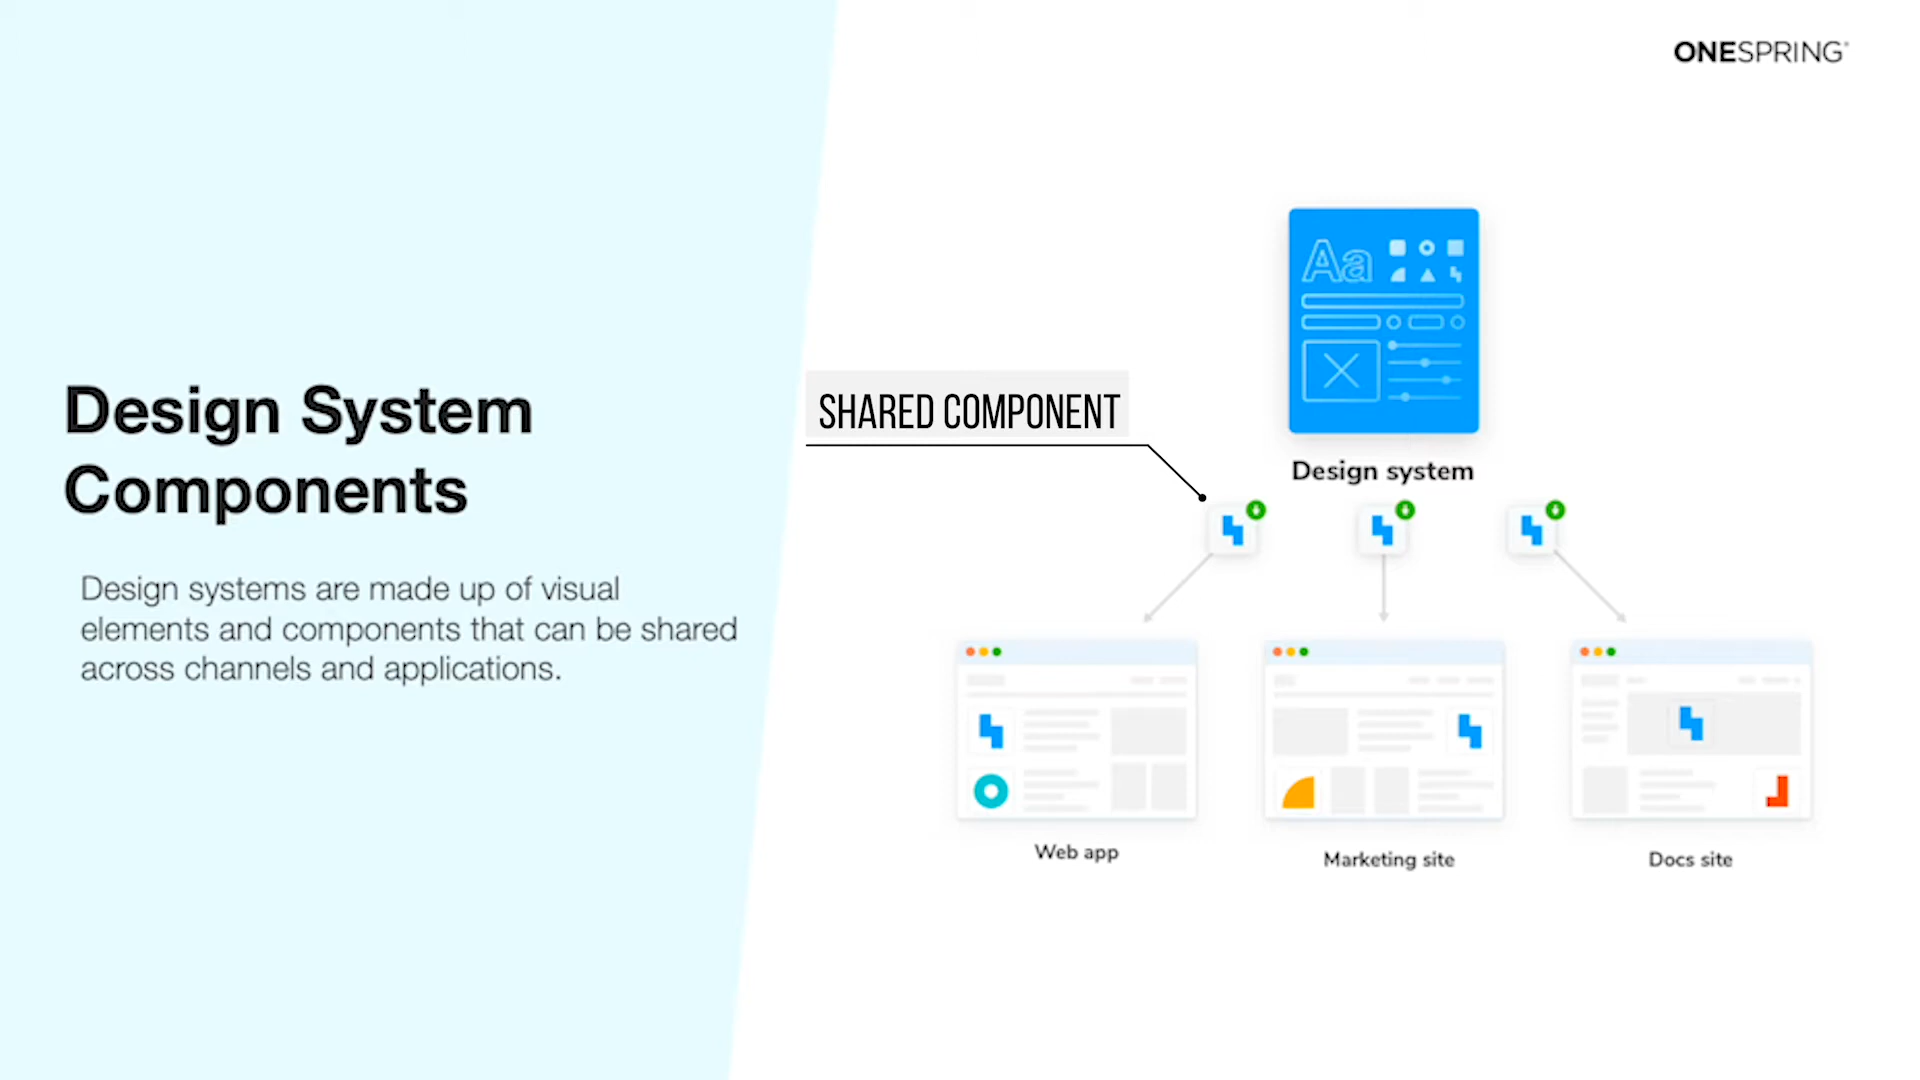 ONESPRING®
Design System
Components
Design systems are made up of visual
elements and components that can be shared
across channels and applications.
SHARED COMPONENT
Aa
Design system
Web app
Marketing site
Docs site